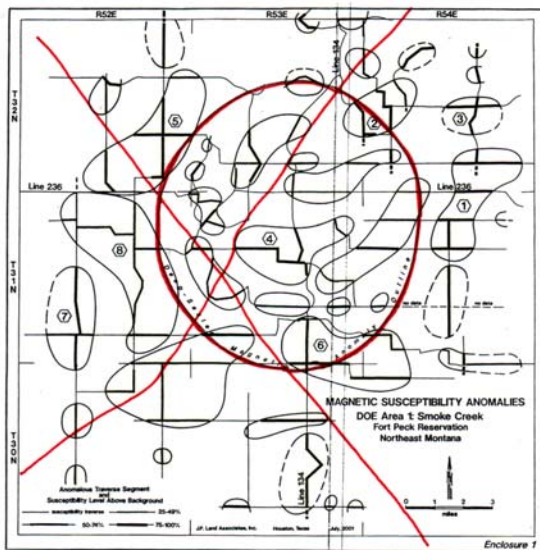 R52E R53E R54E
T32N
T31N
T30N
Line 134
Line 236
Line 236
5
2
3
1
4
8
7
6
no data
no data
Outline
MAGNETIC SUSCEPTIBILITY ANOMALIES
DOE Area 1: Smoke Creek
Fort Peck Reservation
Northeast Montana
Line 134
Anomalous Traverse Segment
and
Susceptibility Level Above Background
susceptibility traverse 25-49%
50-74% 75-100%
J.P. Land Associates, Inc. Houston, Texas July, 2001
0 1 2 3
miles
Enclosure 1